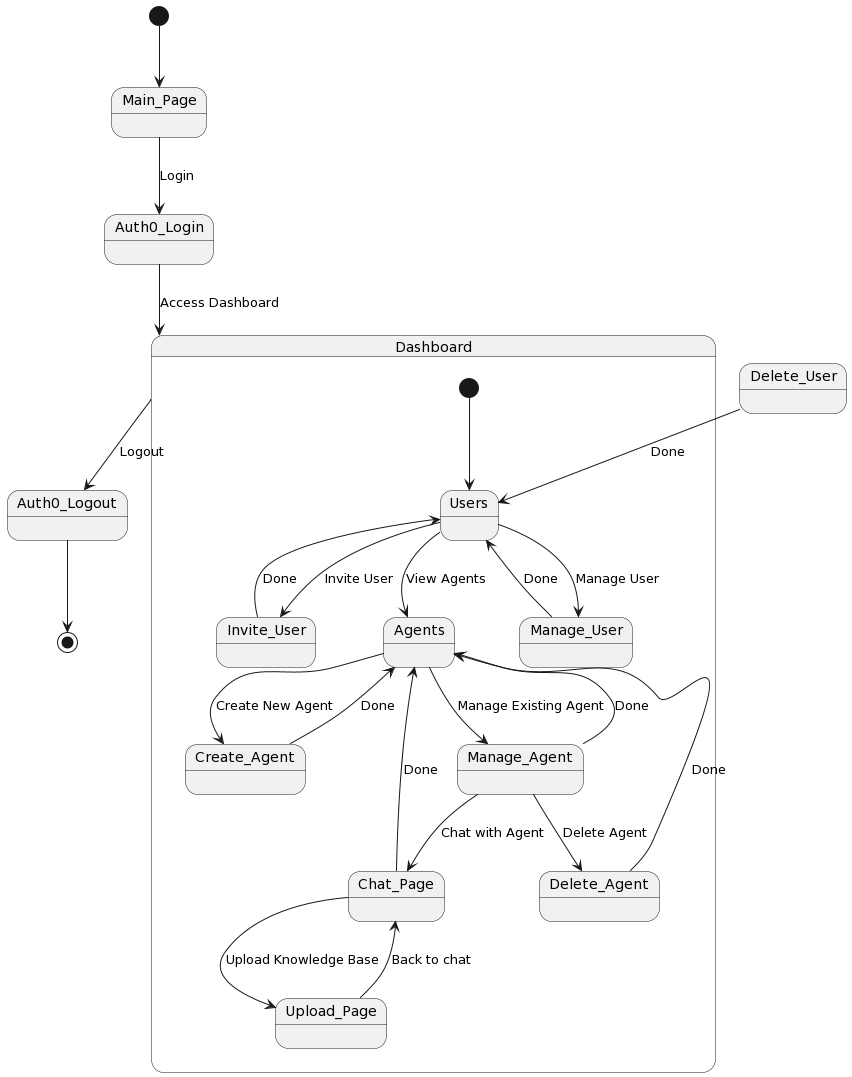 Main_Page
Login
Auth0_Login
Access Dashboard
Dashboard
Delete_User
Logout
Done
Auth0_Logout
Users
Done
Invite User
View Agents
Done
Manage User
Invite_User
Agents
Manage_User
Create New Agent
Done
Manage Existing Agent
Done
Create_Agent
Done
Manage_Agent
Done
Chat with Agent
Delete Agent
Chat_Page
Delete_Agent
Upload Knowledge Base
Back to chat
Upload_Page